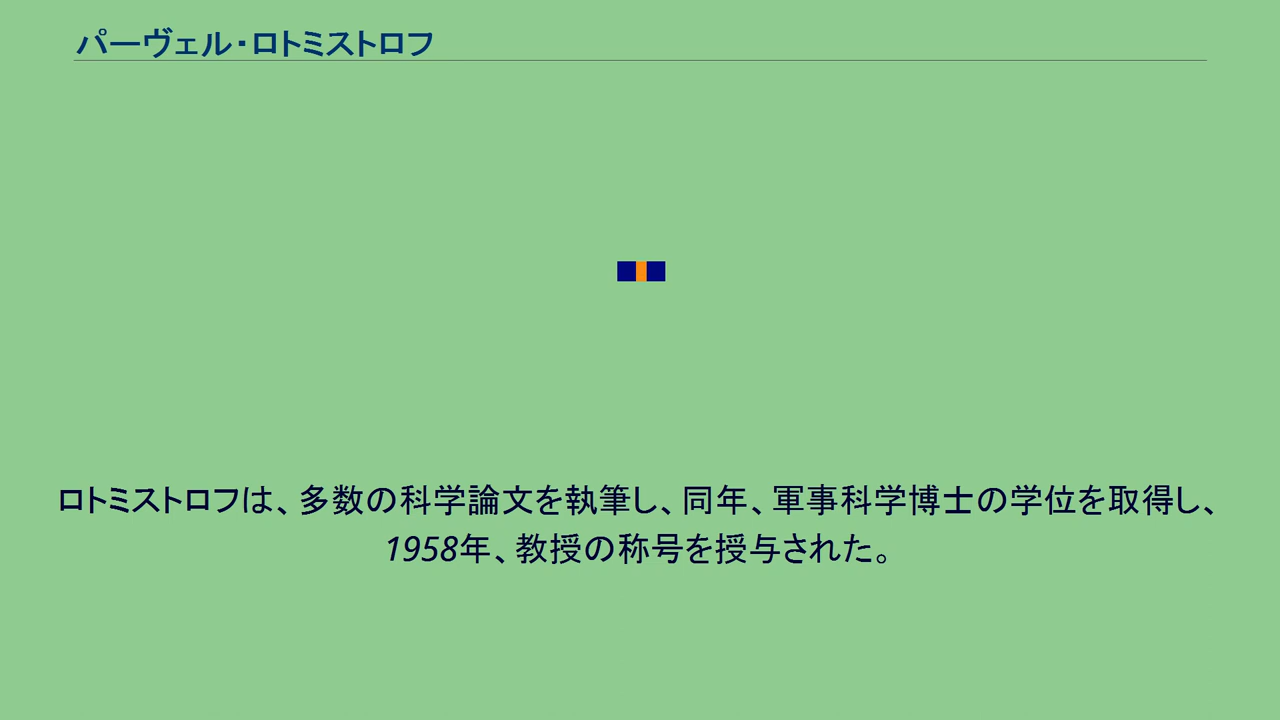 パーヴェル・ロトミストロフ
ロトミストロフは、多数の科学論文を執筆し、同年、軍事科学博士の学位を取得し、
1958年、教授の称号を授与された。